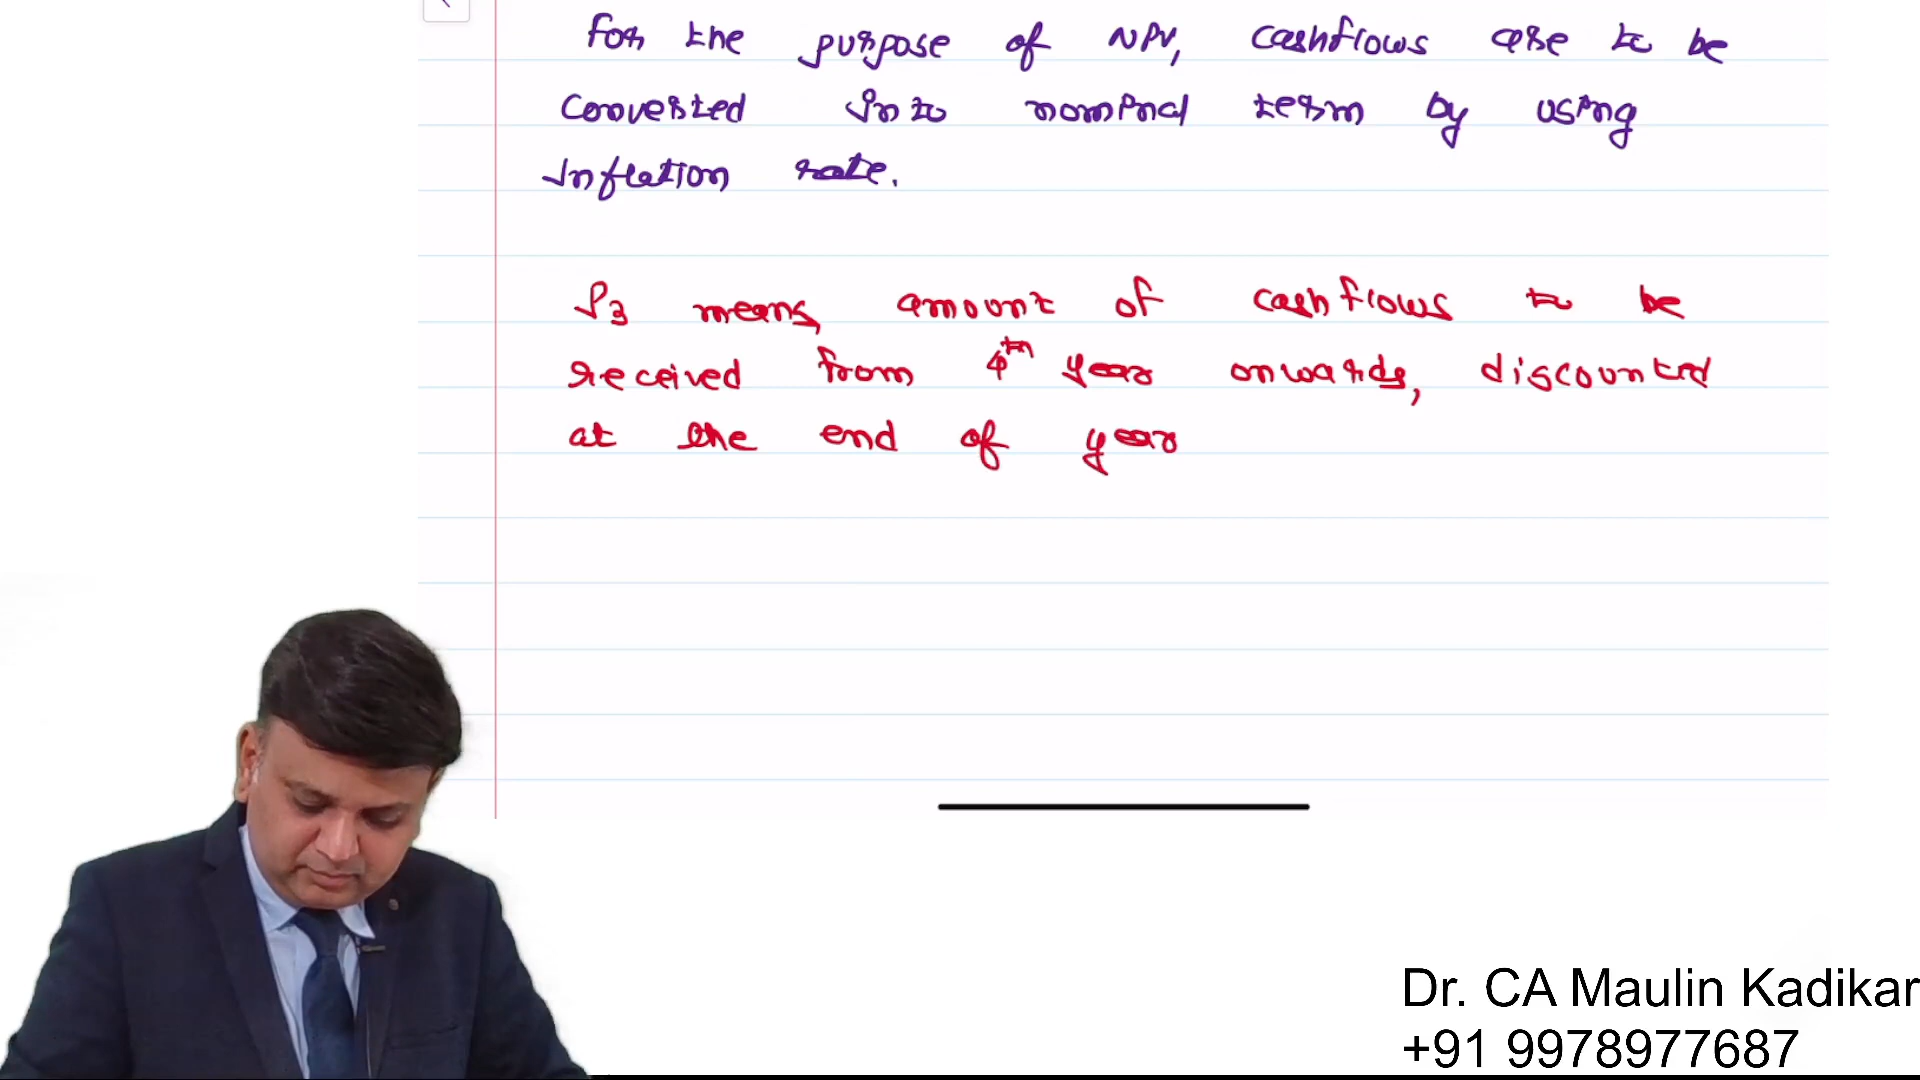 for the purpose of NPV, cashflows are to be
converted into nominal term by using
inflation rate.
P3 means, amount of cashflows to be
received from 4th year onwards, discounted
at the end of year
Dr. CA Maulin Kadikar
+91 9978977687